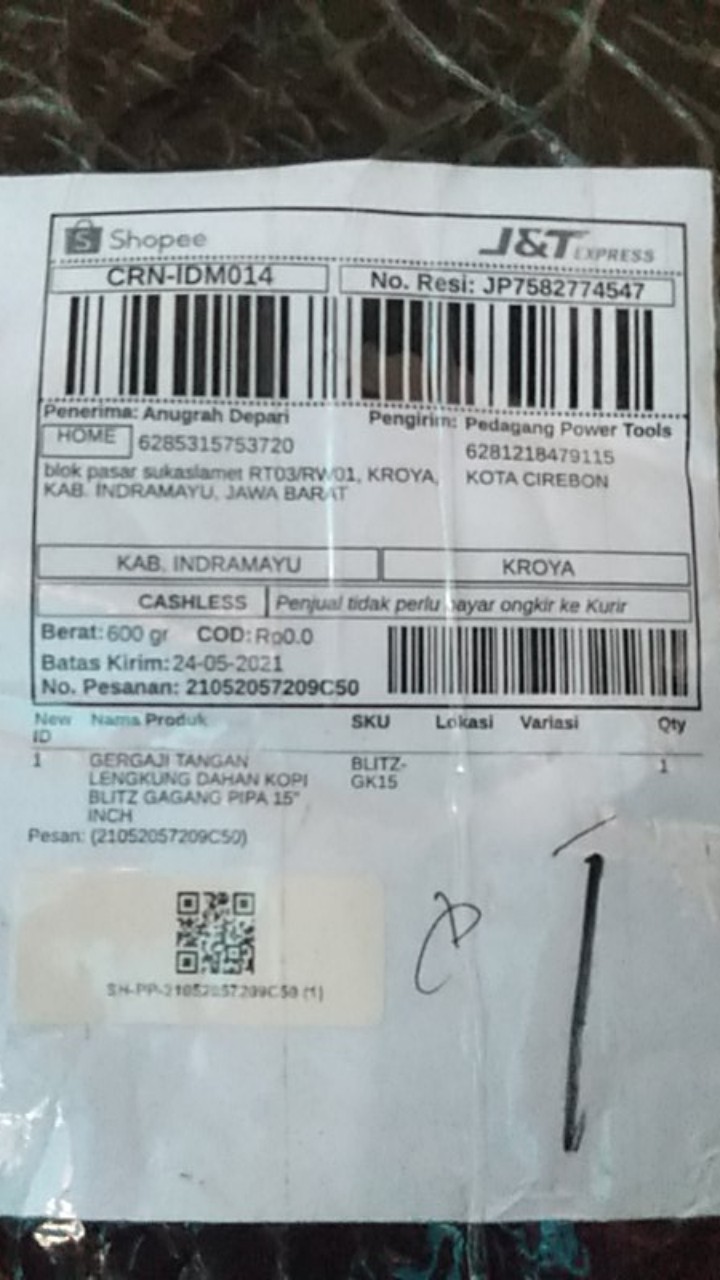 Shopee J&T EXPRESS
CRN-IDM014 No. Resi: JP7582774547
Penerima: Anugrah Depari Pengirim: Pedagang Power Tools
HOME 6285315753720 6281218479115
blok pasar sukaslamet RT03/RW01, KROYA, KOTA CIREBON
KAB. INDRAMAYU, JAWA BARAT
KAB. INDRAMAYU KROYA
CASHLESS Penjual tidak perlu bayar ongkir ke Kurir
Berat: 600 gr COD: Rp0.0
Batas Kirim: 24-05-2021
No. Pesanan: 21052057209C50
New ID Nama Produk SKU Lokasi Variasi Qty
1 GERGAJI TANGAN BLITZ- 1
LENGKUNG DAHAN KOPI GK15
BLITZ GAGANG PIPA 15"
INCH
Pesan: (21052057209C50)
SH-PP-21052057209C50 (1)